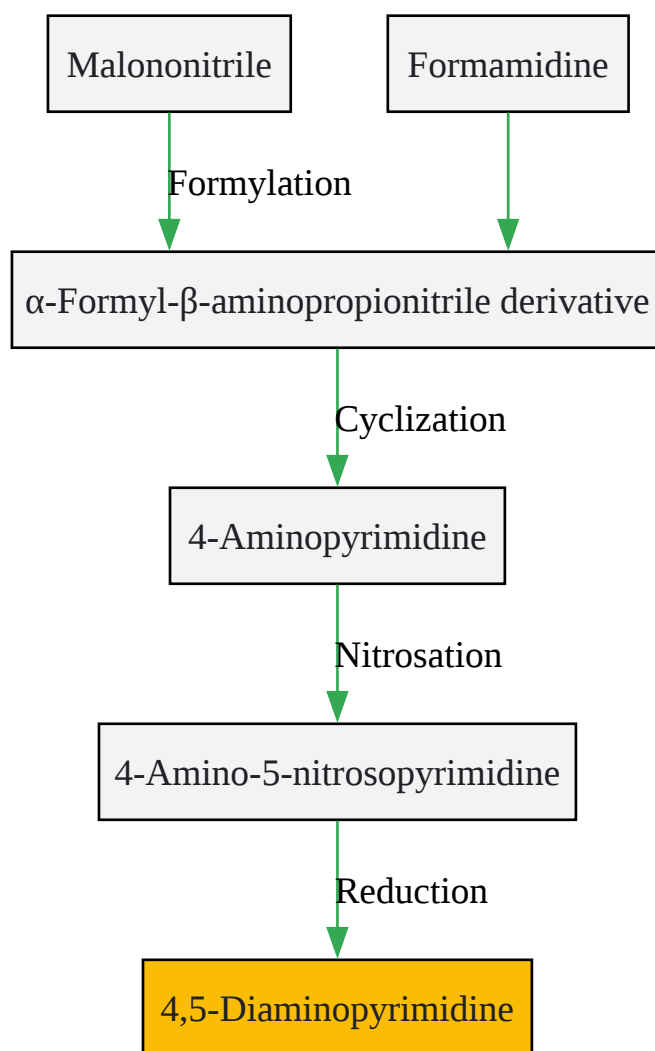 Malononitrile
Formamidine
Formylation
α-Formyl-β-aminopropionitrile derivative
Cyclization
4-Aminopyrimidine
Nitrosation
4-Amino-5-nitrosopyrimidine
Reduction
4,5-Diaminopyrimidine